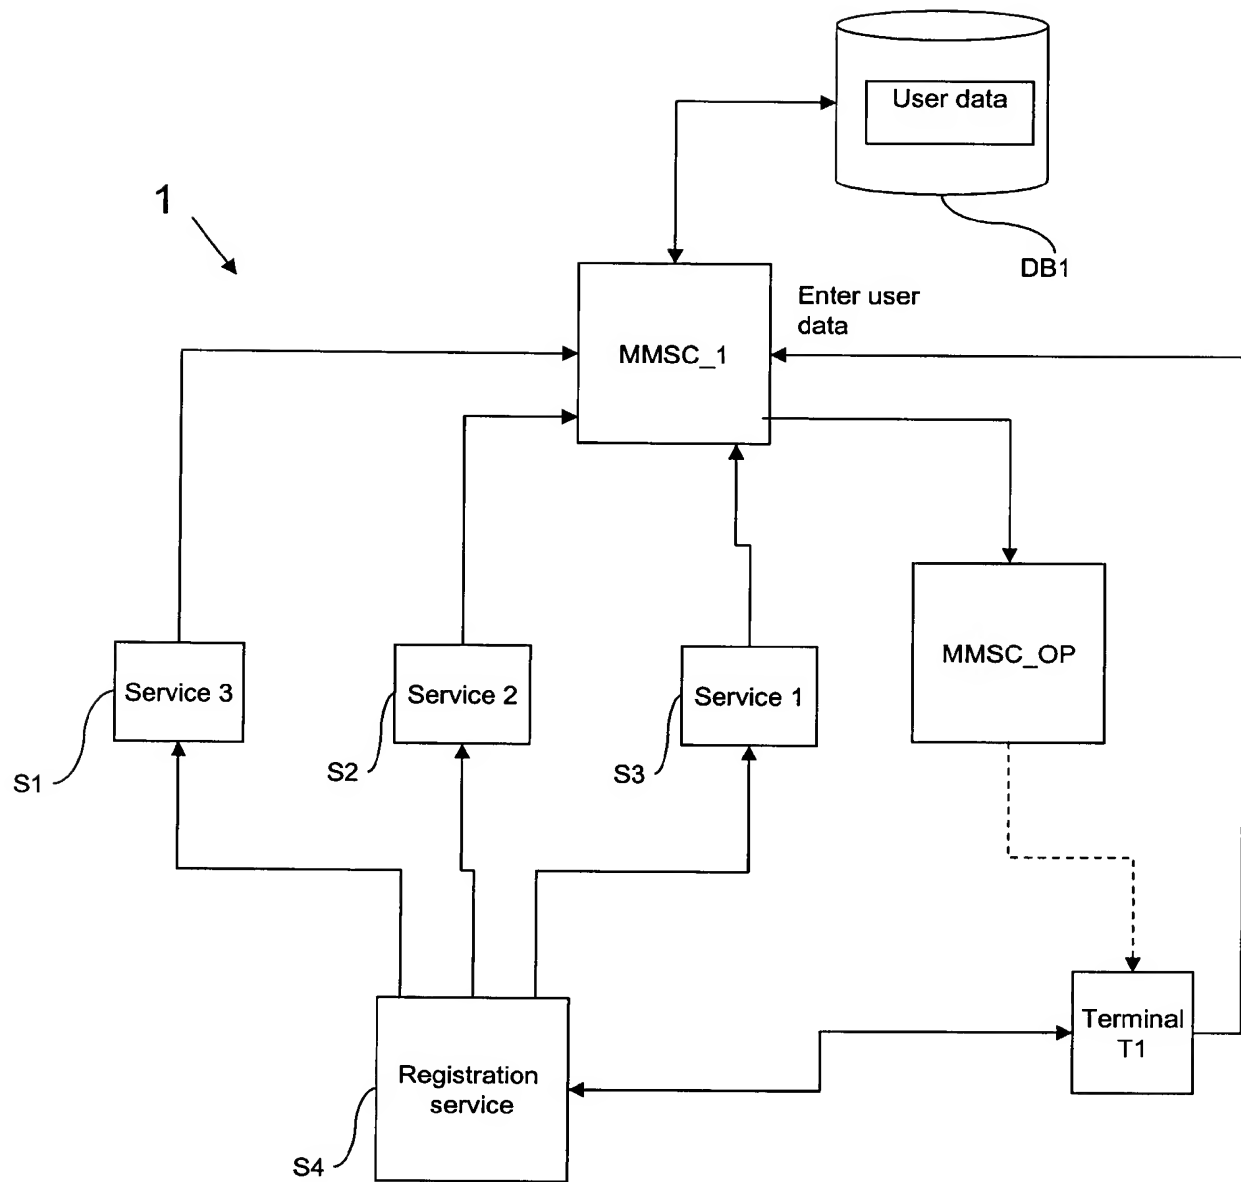 User data
1
DB1
Enter user
data
MMSC_1
MMSC_OP
Service 3
Service 2
Service 1
S1
S2
S3
Terminal
T1
Registration
service
S4